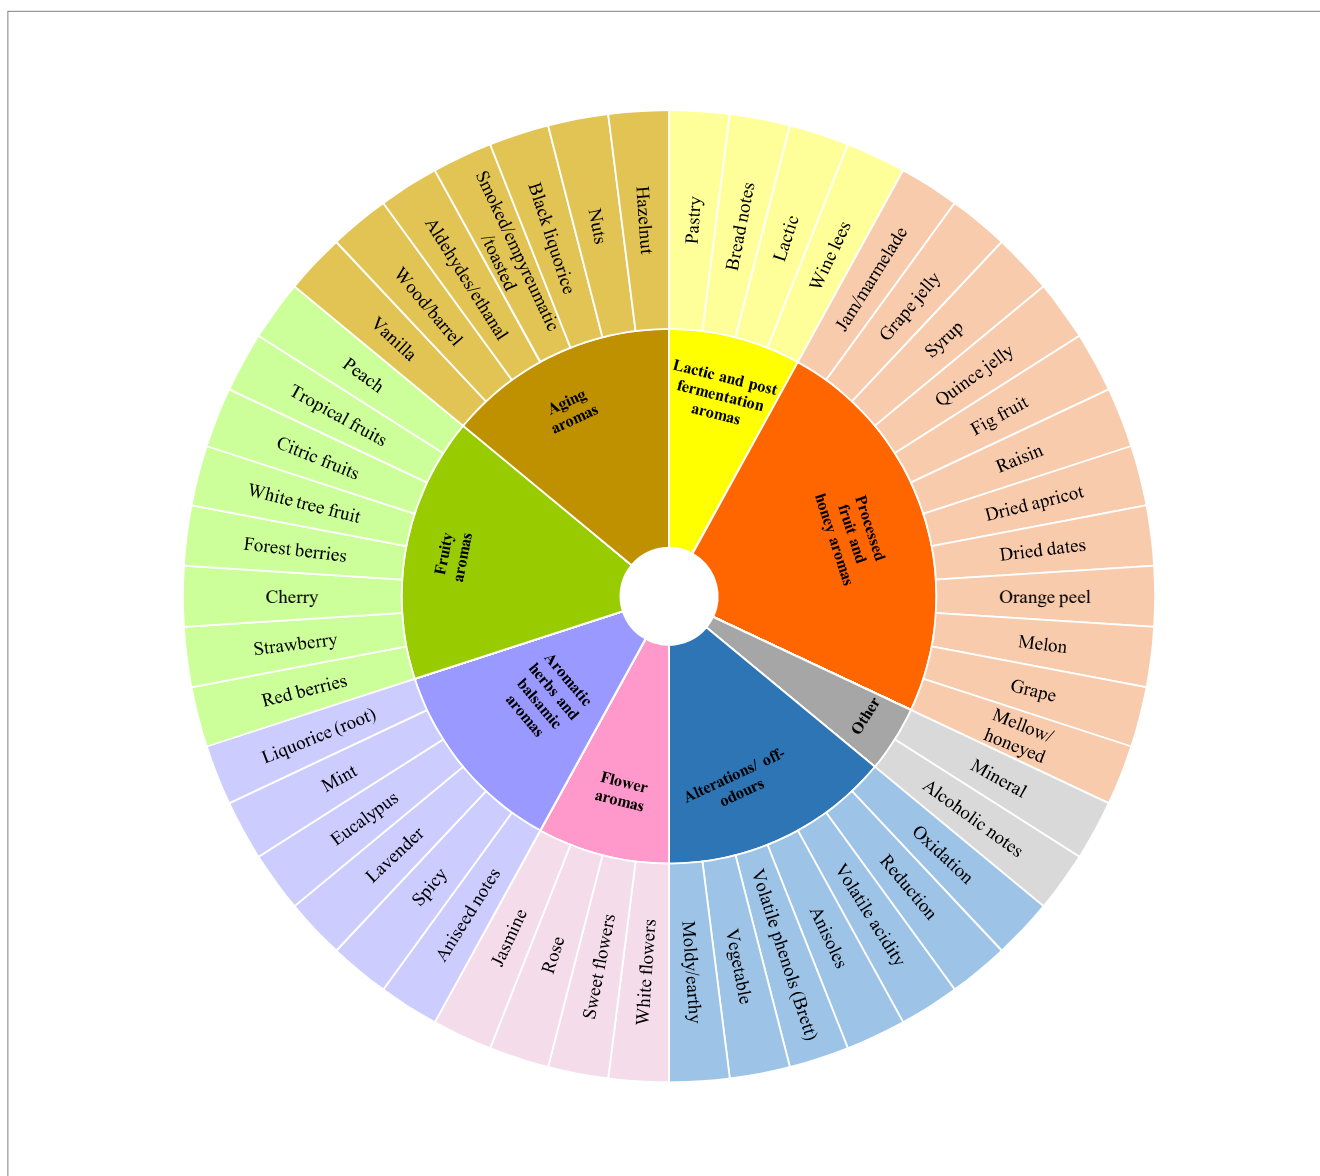 Lactic and post
fermentation
aromas
Pastry
Bread notes
Lactic
Wine lees
Processed
fruit and
honey aromas
Jam/marmelade
Grape jelly
Syrup
Quince jelly
Fig fruit
Raisin
Dried apricot
Dried dates
Orange peel
Melon
Grape
Mellow/
honeyed
Other
Mineral
Alcoholic notes
Alterations/ off-
odours
Oxidation
Reduction
Volatile acidity
Anisoles
Volatile phenols (Brett)
Vegetable
Moldy/earthy
Flower
aromas
White flowers
Sweet flowers
Rose
Jasmine
Aromatic
herbs and
balsamic
aromas
Aniseed notes
Spicy
Lavender
Eucalypus
Mint
Liquorice (root)
Fruity
aromas
Red berries
Strawberry
Cherry
Forest berries
White tree fruit
Citric fruits
Tropical fruits
Peach
Aging
aromas
Vanilla
Wood/barrel
Aldehydes/ethanal
Smoked/empyreumatic
/toasted
Black liquorice
Nuts
Hazelnut